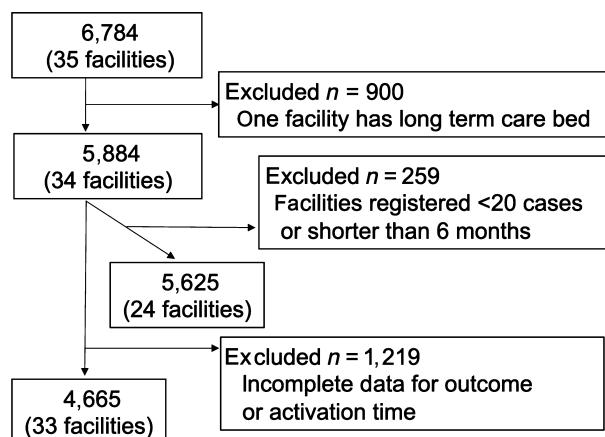 6,784
(35 facilities)
Excluded n = 900
One facility has long term care bed
5,884
(34 facilities)
Excluded n = 259
Facilities registered <20 cases
or shorter than 6 months
5,625
(24 facilities)
Excluded n = 1,219
Incomplete data for outcome
or activation time
4,665
(33 facilities)